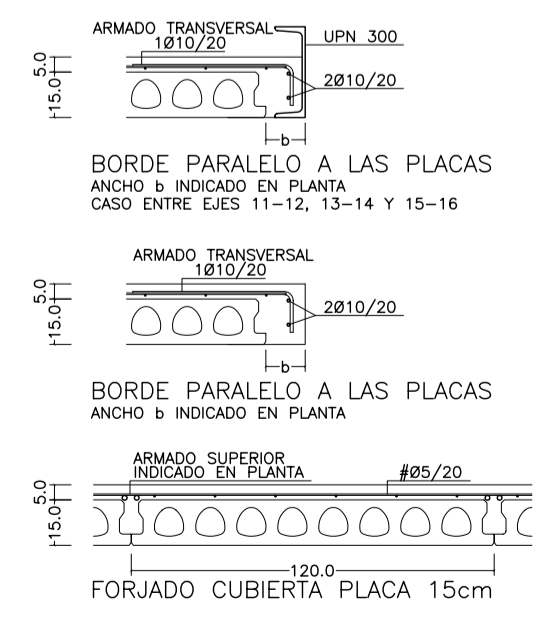 ARMADO TRANSVERSAL
1Ø10/20
UPN 300
2Ø10/20
5.0
15.0
b
BORDE PARALELO A LAS PLACAS
ANCHO b INDICADO EN PLANTA
CASO ENTRE EJES 11-12, 13-14 Y 15-16
ARMADO TRANSVERSAL
1Ø10/20
2Ø10/20
5.0
15.0
b
BORDE PARALELO A LAS PLACAS
ANCHO b INDICADO EN PLANTA
ARMADO SUPERIOR
INDICADO EN PLANTA
#Ø5/20
5.0
15.0
120.0
FORJADO CUBIERTA PLACA 15cm